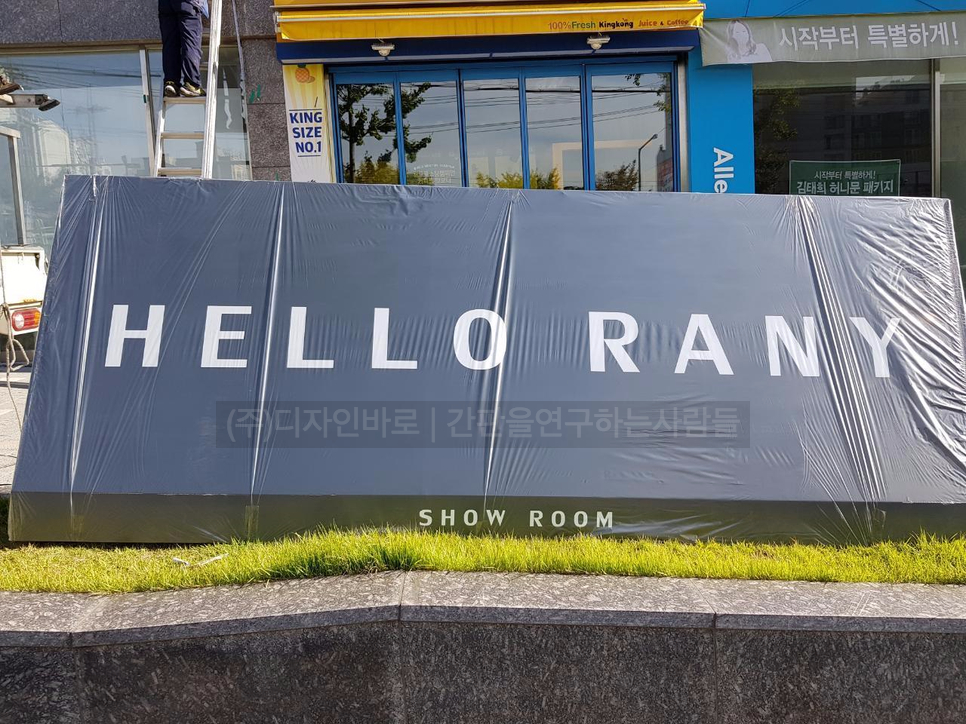 100%Fresh Kingkong Juice & Coffee
시작부터 특별하게!
KING
SIZE
NO.1
Alle
시작부터 특별하게!
김태희 허니문 패키지
HELLO RANY
(주)디자인바로 | 간판을연구하는사람들
SHOW ROOM